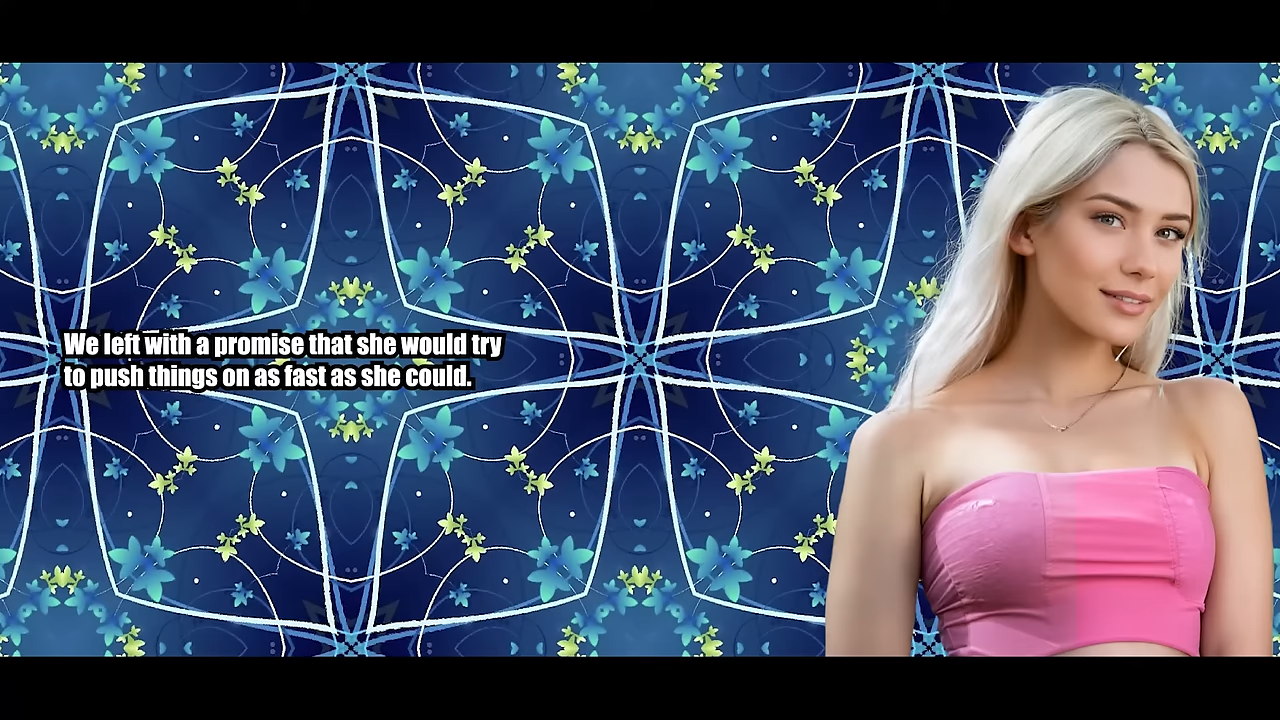 We left with a promise that she would try
to push things on as fast as she could.